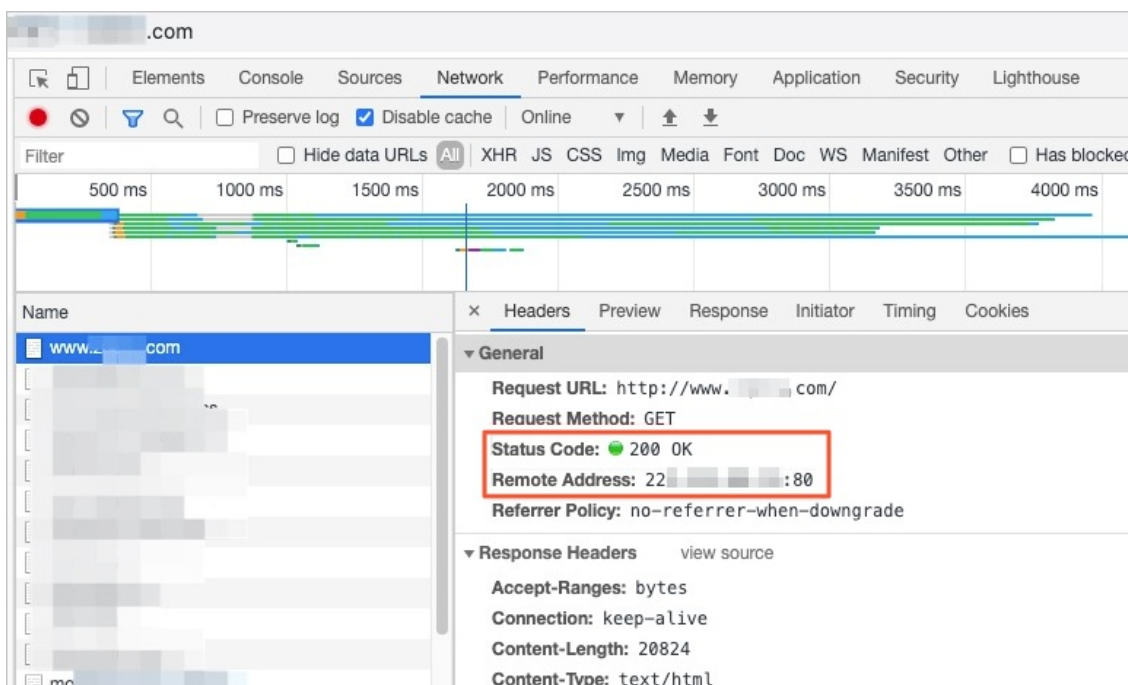 .com
Elements Console Sources Network Performance Memory Application Security Lighthouse
Preserve log Disable cache Online
Filter Hide data URLs All XHR JS CSS Img Media Font Doc WS Manifest Other Has blocked
500 ms 1000 ms 1500 ms 2000 ms 2500 ms 3000 ms 3500 ms 4000 ms
Name
Headers Preview Response Initiator Timing Cookies
www. com
General
Request URL: http://www. .com/
Request Method: GET
Status Code: 200 OK
Remote Address: 22 :80
Referrer Policy: no-referrer-when-downgrade
Response Headers view source
Accept-Ranges: bytes
Connection: keep-alive
Content-Length: 20824
Content-Type: text/html